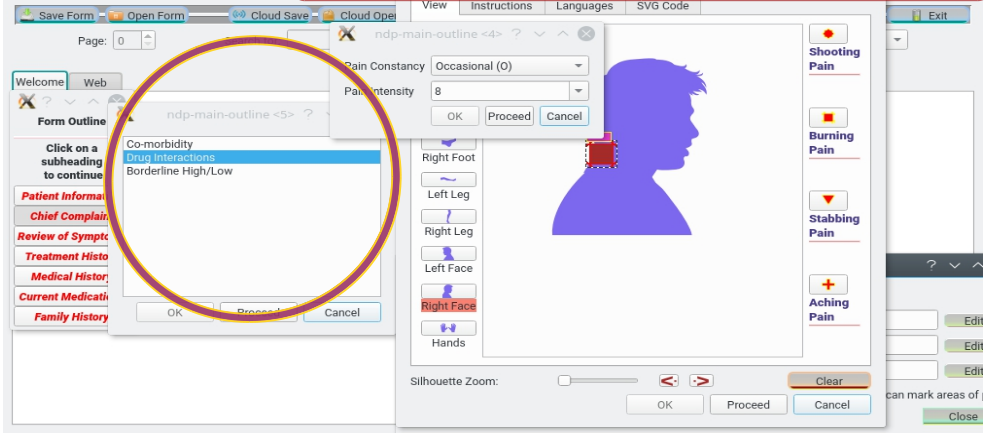 Save Form
Open Form
Cloud Save
Cloud Open
Exit
Page:
0
View
Instructions
Languages
SVG Code
Welcome
Web
Form Outline
Click on a
subheading
to continue
Patient Informa
Chief Complain
Review of Sympto
Treatment Histo
Medical History
Current Medicati
Family History
ndp-main-outline <5>
Co-morbidity
Drug Interactions
Borderline High/Low
OK
Proceed
Cancel
ndp-main-outline <4>
Pain Constancy
Occasional (O)
Pain Intensity
8
OK
Proceed
Cancel
Right Foot
Left Leg
Right Leg
Left Face
Right Face
Hands
Shooting
Pain
Burning
Pain
Stabbing
Pain
Aching
Pain
Silhouette Zoom:
Clear
OK
Proceed
Cancel
Edit
Edit
Edit
can mark areas of
Close